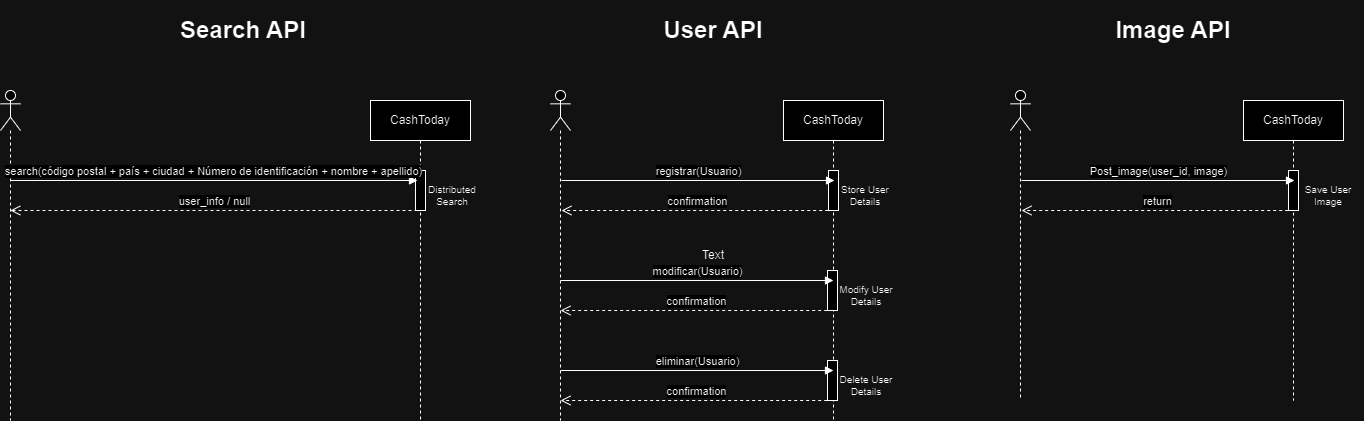 Search API
User API
Image API
CashToday
CashToday
CashToday
search(código postal + país + ciudad + Número de identificación + nombre + apellido)
Distributed
Search
user_info / null
registrar(Usuario)
Store User
Details
confirmation
Text
modificar(Usuario)
Modify User
Details
confirmation
eliminar(Usuario)
Delete User
Details
confirmation
Post_image(user_id, image)
Save User
Image
return